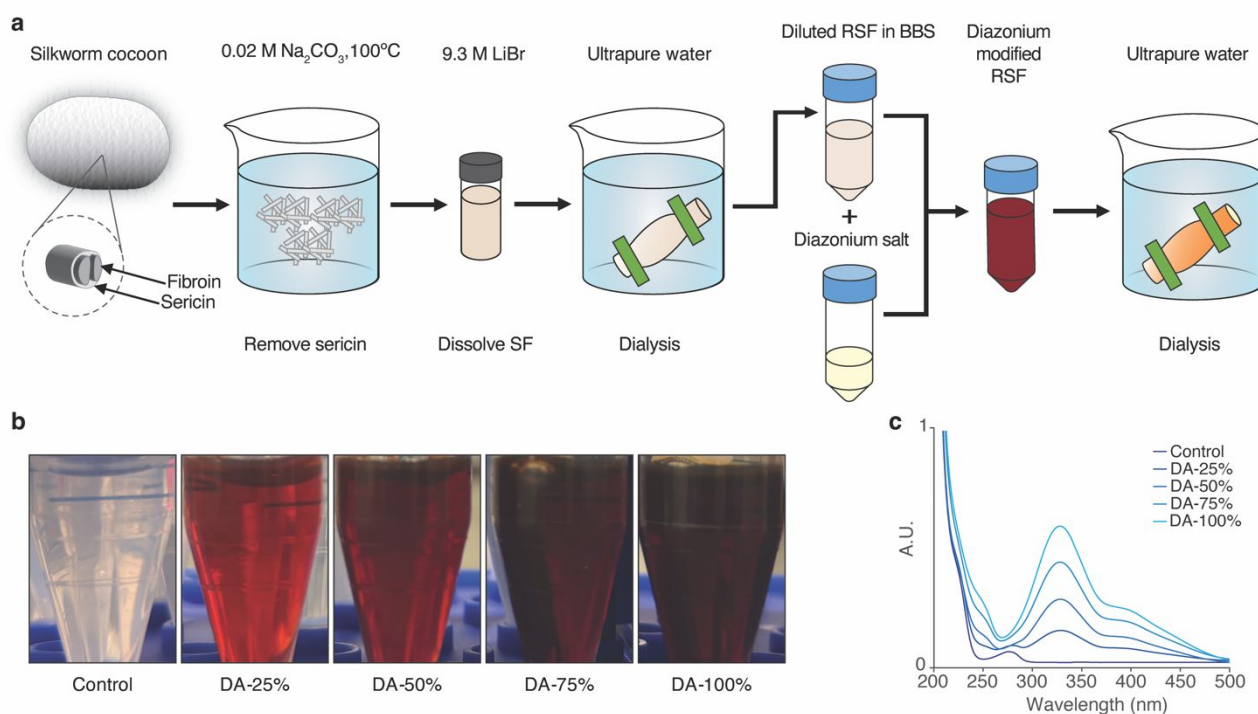 a
Silkworm cocoon
0.02 M Na₂CO₃,100ºC
9.3 M LiBr
Ultrapure water
Diluted RSF in BBS
Diazonium
modified
RSF
Ultrapure water
Fibroin
Sericin
+
Diazonium salt
Remove sericin
Dissolve SF
Dialysis
Dialysis
b
Control
DA-25%
DA-50%
DA-75%
DA-100%
c
1
A.U.
Control
DA-25%
DA-50%
DA-75%
DA-100%
1
200
250
300
350
400
450
500
Wavelength (nm)